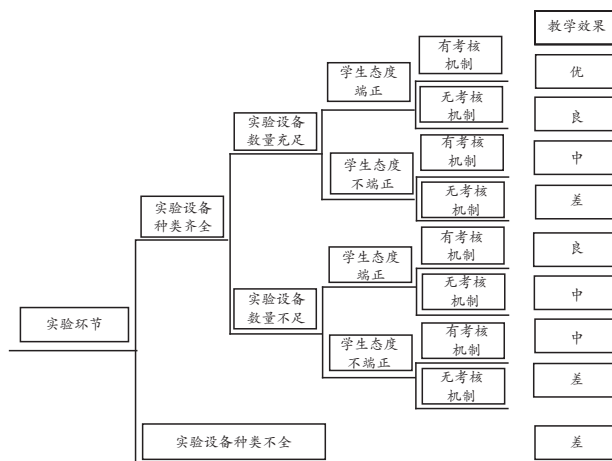 教学效果
有考核
机制
优
学生态度
端正
无考核
机制
良
实验设备
数量充足
有考核
机制
中
学生态度
不端正
无考核
机制
差
实验设备
种类齐全
有考核
机制
良
学生态度
端正
无考核
机制
中
实验设备
数量不足
实验环节
有考核
机制
中
学生态度
不端正
无考核
机制
差
实验设备种类不全
差